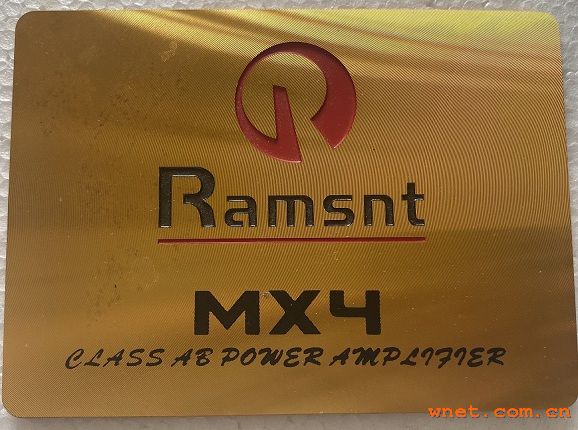 Ramsnt
MX4
CLASS AB POWER AMPLIFIER
wnet.com.cn